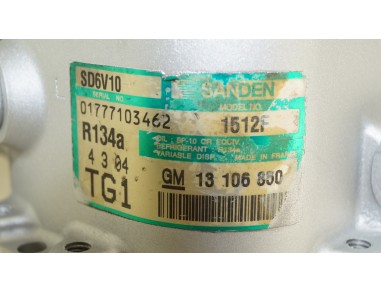 SD6V10
SERIAL NO.
01777103462
R134a
4 3 04
TG1
SANDEN
MODEL NO.
1512F
OIL : SP-10 OR EQUIV.
REFRIGERANT : R134a
VARIABLE DISP. MADE IN FRANCE
GM 13 106 850